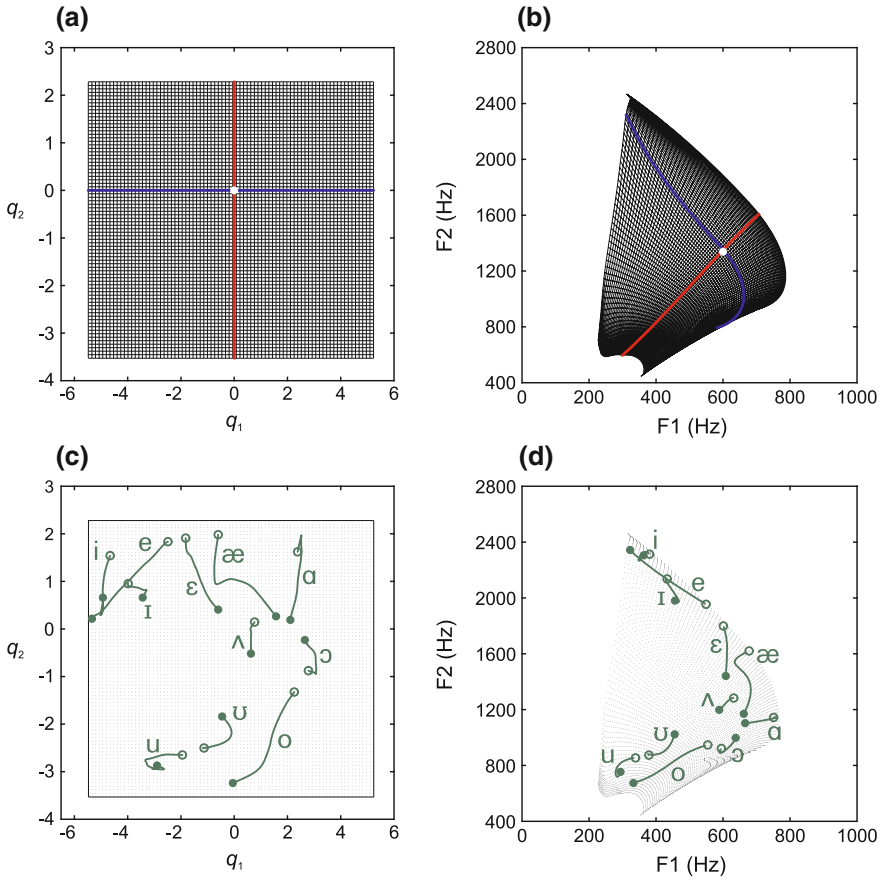 (a)
3
2
1
0
-1
-2
-3
-4
q2
-6 -4 -2 0 2 4 6
q1
(b)
2800
2400
2000
1600
1200
800
400
F2 (Hz)
0 200 400 600 800 1000
F1 (Hz)
(c)
3
2
1
0
-1
-2
-3
-4
q2
i e æ ɑ
ɪ ɛ
ʌ ɔ
ʊ o
u
-6 -4 -2 0 2 4 6
q1
(d)
2800
2400
2000
1600
1200
800
400
F2 (Hz)
i
e
ɪ
ɛ æ
ʌ
ɑ
u ʊ o ɔ
0 200 400 600 800 1000
F1 (Hz)